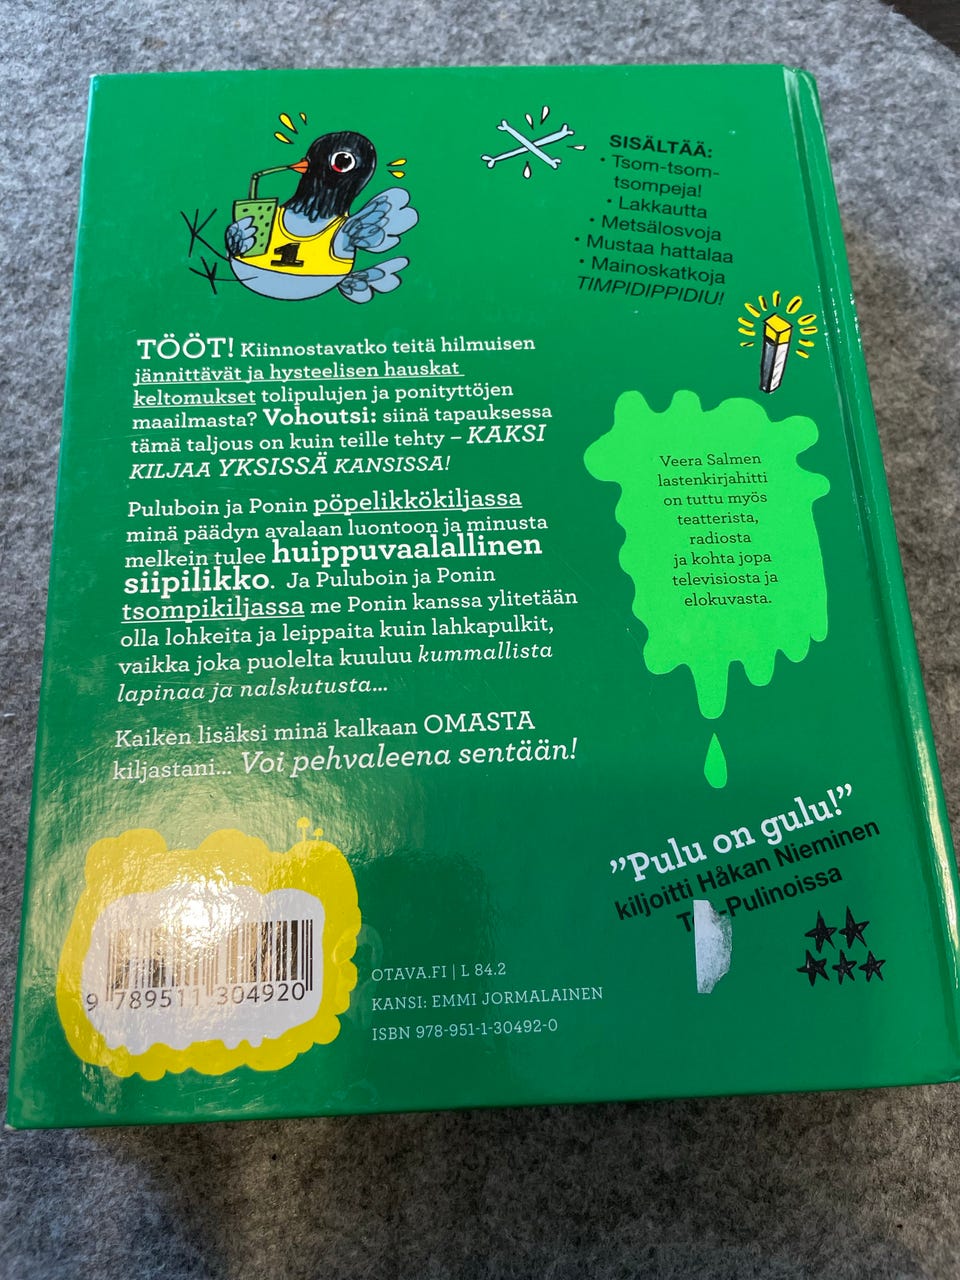 SISÄLTÄÄ:
• Tsom-tsom-
tsompeja!
• Lakkautta
• Metsälosvoja
• Mustaa hattalaa
• Mainoskatkoja
TIMPIDIPPIDIU!
1
TÖÖT! Kiinnostavatko teitä hilmuisen
jännittävät ja hysteelisen hauskat
keltomukset tolipulujen ja ponityttöjen
maailmasta? Vohoutsi: siinä tapauksessa
tämä taljous on kuin teille tehty – KAKSI
KILJAA YKSISSÄ KANSISSA!
Puluboin ja Ponin pöpelikkökiljassa
minä päädyn avalaan luontoon ja minusta
melkein tulee huippuvaalallinen
siipilikko. Ja Puluboin ja Ponin
tsompikiljassa me Ponin kanssa ylitetään
olla lohkeita ja leippaita kuin lahkapulkit,
vaikka joka puolelta kuuluu kummallista
lapinaa ja nalskutusta...
Kaiken lisäksi minä kalkaan OMASTA
kiljastani... Voi pehvaleena sentään!
Veera Salmen
lastenkirjahitti
on tuttu myös
teatterista,
radiosta
ja kohta jopa
televisiosta ja
elokuvasta.
”Pulu on gulu!”
kiljoitti Håkan Nieminen
-Pulinoissa
9 789511 304920
OTAVA.FI | L 84.2
KANSI: EMMI JORMALAINEN
ISBN 978-951-1-30492-0